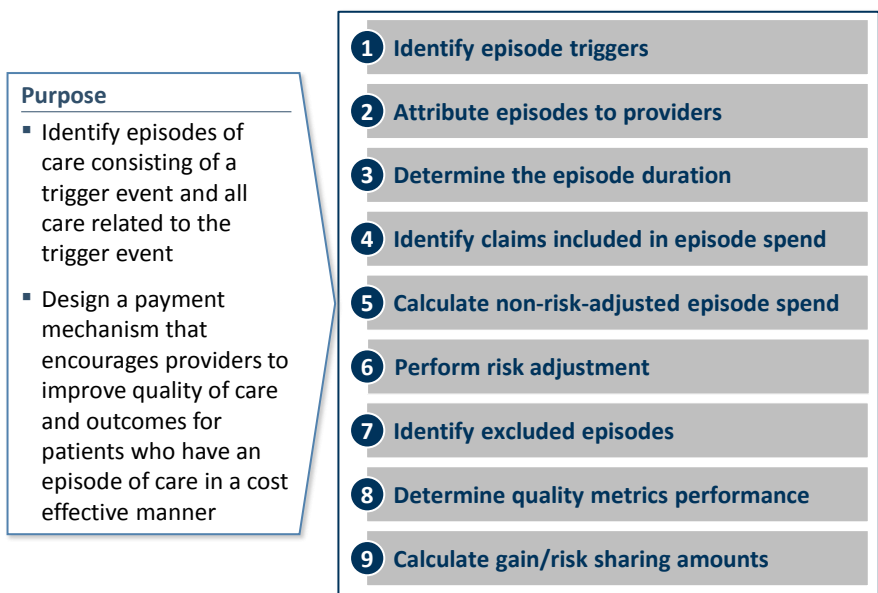 Purpose
▪ Identify episodes of
care consisting of a
trigger event and all
care related to the
trigger event
▪ Design a payment
mechanism that
encourages providers to
improve quality of care
and outcomes for
patients who have an
episode of care in a cost
effective manner
1 Identify episode triggers
2 Attribute episodes to providers
3 Determine the episode duration
4 Identify claims included in episode spend
5 Calculate non-risk-adjusted episode spend
6 Perform risk adjustment
7 Identify excluded episodes
8 Determine quality metrics performance
9 Calculate gain/risk sharing amounts